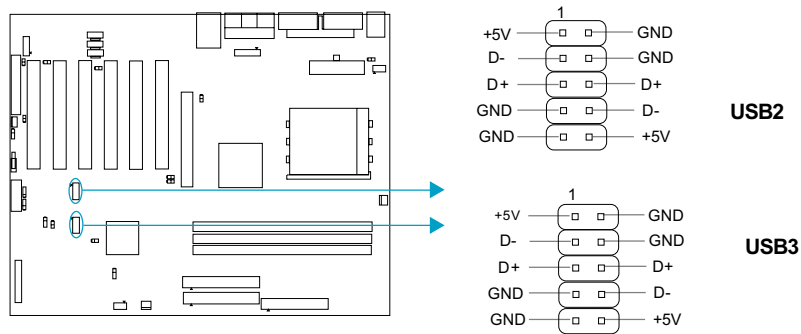 1
+5V GND
D- GND
D+ D+
GND D-
GND +5V
USB2
1
+5V GND
D- GND
D+ D+
GND D-
GND +5V
USB3